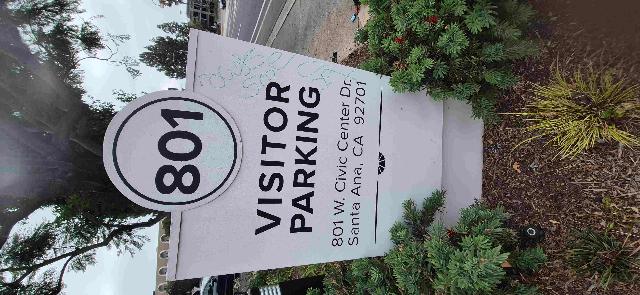 801
VISITOR
PARKING
801 W. Civic Center Dr.
Santa Ana, CA 92701